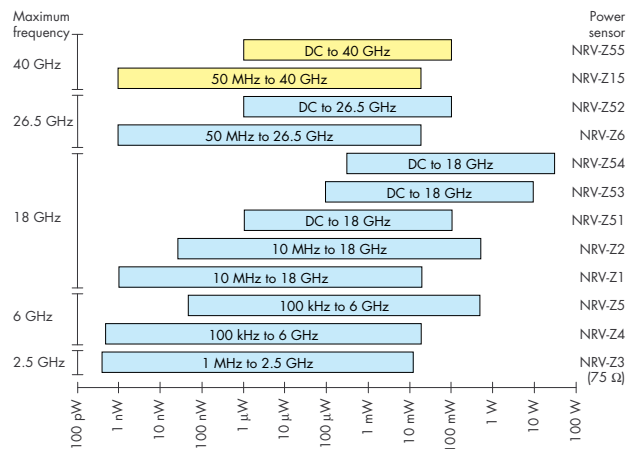 Maximum
frequency
Power
sensor
40 GHz
DC to 40 GHz
NRV-Z55
50 MHz to 40 GHz
NRV-Z15
26.5 GHz
DC to 26.5 GHz
NRV-Z52
50 MHz to 26.5 GHz
NRV-Z6
18 GHz
DC to 18 GHz
NRV-Z54
DC to 18 GHz
NRV-Z53
DC to 18 GHz
NRV-Z51
10 MHz to 18 GHz
NRV-Z2
10 MHz to 18 GHz
NRV-Z1
6 GHz
100 kHz to 6 GHz
NRV-Z5
100 kHz to 6 GHz
NRV-Z4
2.5 GHz
1 MHz to 2.5 GHz
NRV-Z3
(75 Ω)
100 pW
1 nW
10 nW
100 nW
1 µW
10 µW
100 µW
1 mW
10 mW
100 mW
1 W
10 W
100 W